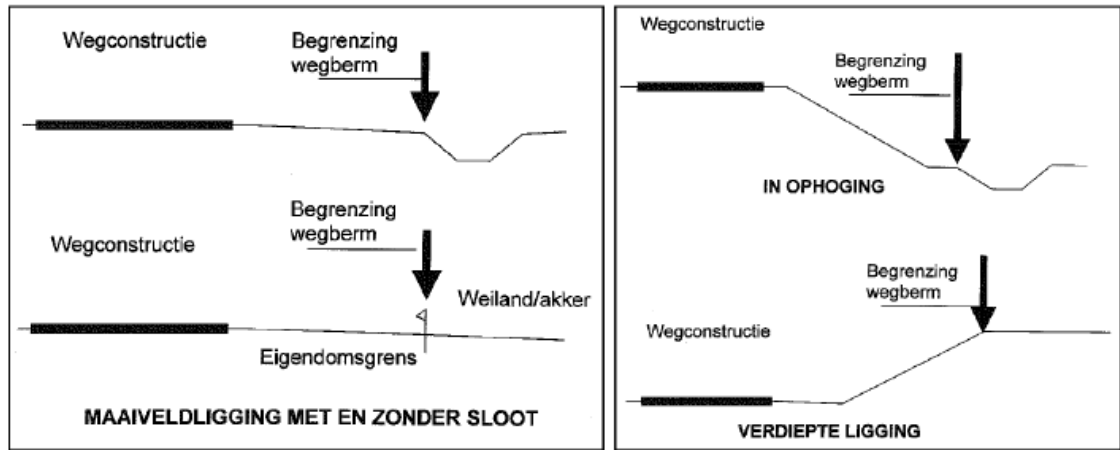 Wegconstructie
Begrenzing
wegberm
Begrenzing
wegberm
Wegconstructie
Weiland/akker
Eigendomsgrens
MAAIVELDLIGGING MET EN ZONDER SLOOT
Wegconstructie
Begrenzing
wegberm
IN OPHOGING
Begrenzing
wegberm
Wegconstructie
VERDIEPTE LIGGING